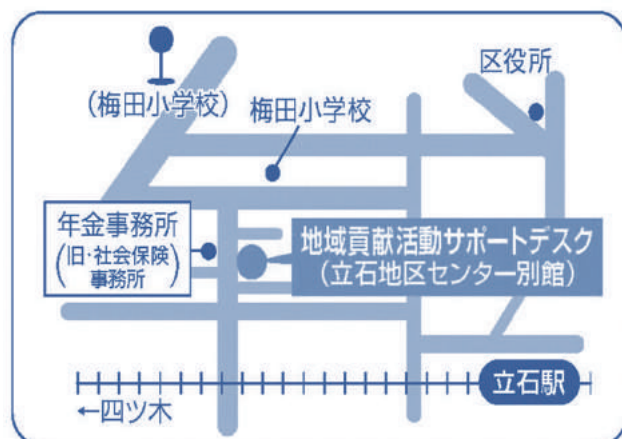 区役所
(梅田小学校)
梅田小学校
年金事務所
(旧・社会保険
事務所)
地域貢献活動サポートデスク
(立石地区センター別館)
立石駅
←四ツ木